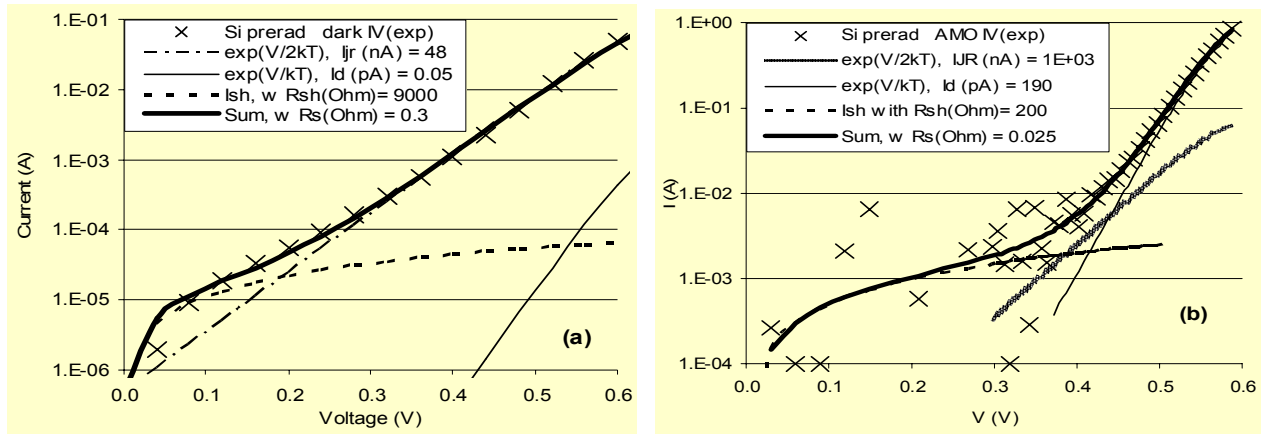 1.E-01
1.E-02
1.E-03
1.E-04
1.E-05
1.E-06
Current (A)
Si prerad dark IV(exp)
exp(V/2kT), Ijr (nA) = 48
exp(V/kT), Id (pA) = 0.05
Ish, w Rsh(Ohm)= 9000
Sum, w Rs(Ohm) = 0.3
(a)
0.0 0.1 0.2 0.3 0.4 0.5 0.6
Voltage (V)
1.E+00
1.E-01
1.E-02
1.E-03
1.E-04
I (A)
Si prerad AMO IV(exp)
exp(V/2kT), IJR (nA) = 1E+03
exp(V/kT), Id (pA) = 190
Ish with Rsh(Ohm)= 200
Sum, w Rs(Ohm) = 0.025
(b)
0.0 0.1 0.2 0.3 0.4 0.5 0.6
V (V)